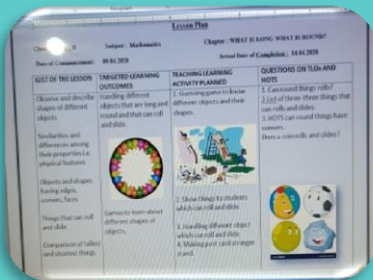 Lesson Plan
Subject : Mathematics
Chapter : WHAT IS LONG WHAT IS ROUND?
Date of Commencement: 09.04.2020
Actual Date of Completion : 14.04.2020
GIST OF THE LESSON
Observe and describe
shapes of different
objects.
Similarities and
differences among
their properties i.e.
physical features
Objects and shapes
having edges,
corners, faces
Things that can roll
and slide
Comparison of tallest
and shortest things.
TARGETED LEARNING
OUTCOMES
Handling different
objects that are long and
round and that can roll
and slide.
Games to learn about
different shapes of
objects.
TEACHING LEARNING
ACTIVITY PLANNED
1. Guessing game to know
different objects and their
shapes.
2. Show things to students
which can roll and slide.
3. Handling different object
which can roll and slide.
4. Making post card stronger
stand.
QUESTIONS ON TLOs AND
HOTS
1. Can round things rolls?
2. List of three-three things that
can rolls and slides.
3. HOTS can round things have
corners.
Does a coin rolls and slides?